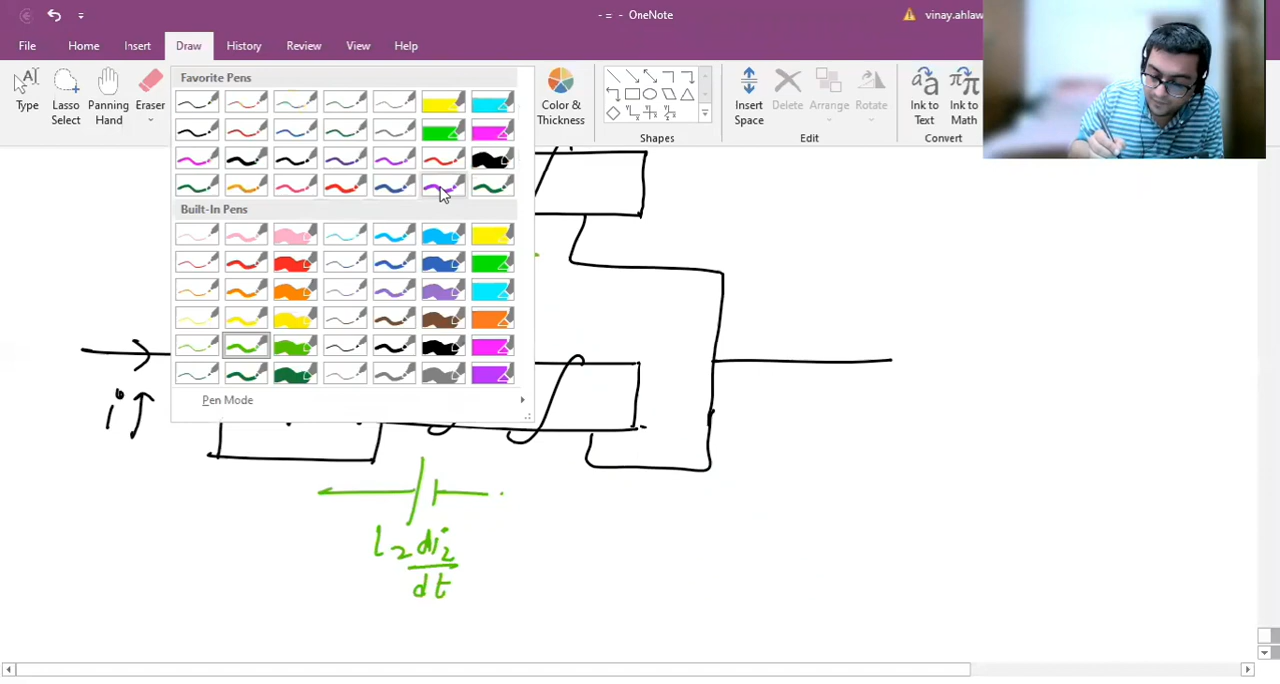 - = - OneNote
vinay.ahlaw
File Home Insert Draw History Review View Help
Type
Lasso Select
Panning Hand
Eraser
Color & Thickness
Shapes
Insert Space
Delete
Arrange
Rotate
Edit
Ink to Text
Ink to Math
Convert
Favorite Pens
Built-In Pens
Pen Mode
i
L2 di2
dt